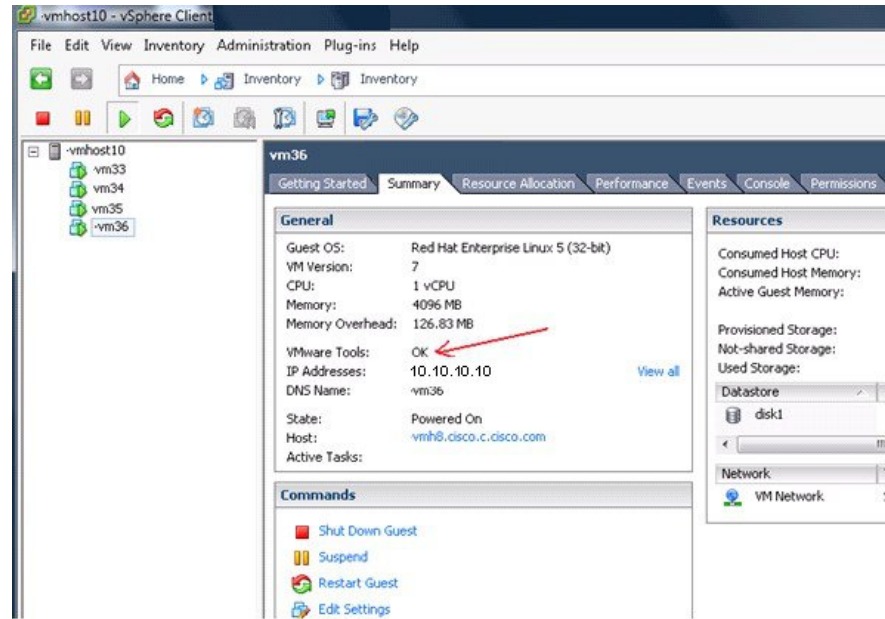 -vmhost10 - vSphere Client
File Edit View Inventory Administration Plug-ins Help
Home Inventory Inventory
-vmhost10
-vm33
vm34
vm35
-vm36
vm36
Getting Started Summary Resource Allocation Performance Events Console Permissions
General
Guest OS: Red Hat Enterprise Linux 5 (32-bit)
VM Version: 7
CPU: 1 vCPU
Memory: 4096 MB
Memory Overhead: 126.83 MB
VMware Tools: OK
IP Addresses: 10.10.10.10 View all
DNS Name: -vm36
State: Powered On
Host: vmh8.cisco.c.cisco.com
Active Tasks:
Commands
Shut Down Guest
Suspend
Restart Guest
Edit Settings
Resources
Consumed Host CPU:
Consumed Host Memory:
Active Guest Memory:
Provisioned Storage:
Not-shared Storage:
Used Storage:
Datastore
disk1
Network
VM Network